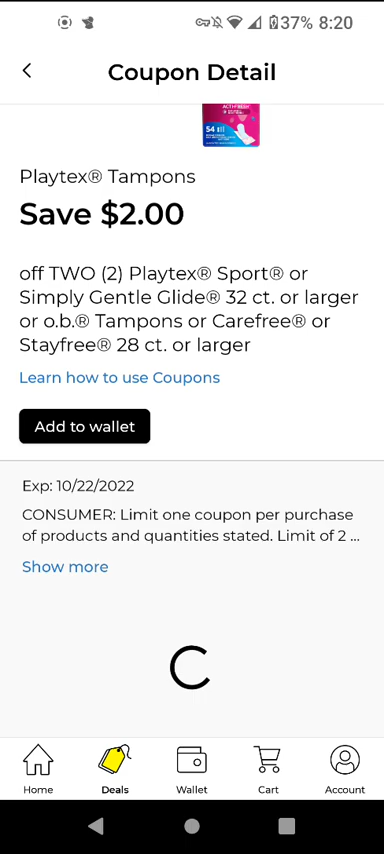 37% 8:20
Coupon Detail
54
Playtex® Tampons
Save $2.00
off TWO (2) Playtex® Sport® or
Simply Gentle Glide® 32 ct. or larger
or o.b.® Tampons or Carefree® or
Stayfree® 28 ct. or larger
Learn how to use Coupons
Add to wallet
Exp: 10/22/2022
CONSUMER: Limit one coupon per purchase
of products and quantities stated. Limit of 2 ...
Show more
Home Deals Wallet Cart Account